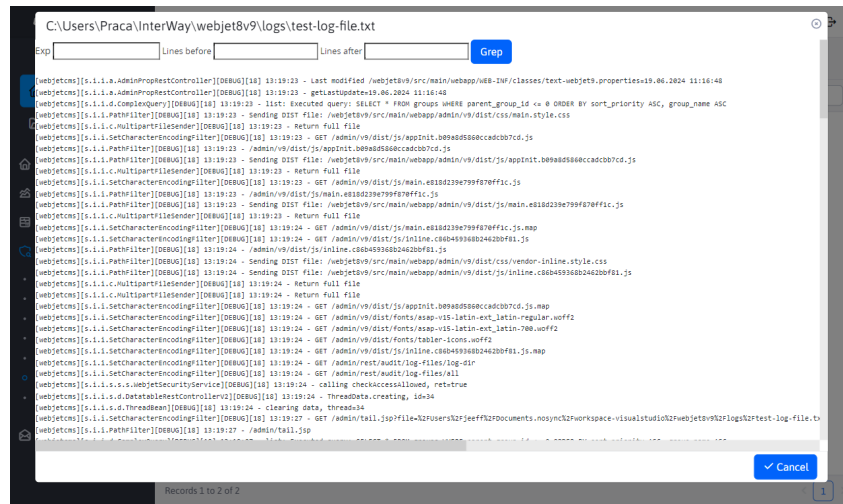 C:\Users\Praca\InterWay\webjet8v9\logs\test-log-file.txt
Exp Lines before Lines after Grep
[webjetcms][s.i.i.a.AdminPropRestController][DEBUG][18] 13:19:23 - Last modified /webjet8v9/src/main/webapp/WEB-INF/classes/text-webjet9.properties=19.06.2024 11:16:48
[webjetcms][s.i.i.a.AdminPropRestController][DEBUG][18] 13:19:23 - getLastUpdate=19.06.2024 11:16:48
[webjetcms][s.i.i.d.ComplexQuery][DEBUG][18] 13:19:23 - list: Executed query: SELECT * FROM groups WHERE parent_group_id <= 0 ORDER BY sort_priority ASC, group_name ASC
[webjetcms][s.i.i.PathFilter][DEBUG][18] 13:19:23 - Sending DIST file: /webjet8v9/src/main/webapp/admin/v9/dist/css/main.style.css
[webjetcms][s.i.i.c.MultipartFileSender][DEBUG][18] 13:19:23 - Return full file
[webjetcms][s.i.i.SetCharacterEncodingFilter][DEBUG][18] 13:19:23 - GET /admin/v9/dist/js/appInit.b09a8d5860ccadcbb7cd.js
[webjetcms][s.i.i.PathFilter][DEBUG][18] 13:19:23 - /admin/v9/dist/js/appInit.b09a8d5860ccadcbb7cd.js
[webjetcms][s.i.i.PathFilter][DEBUG][18] 13:19:23 - Sending DIST file: /webjet8v9/src/main/webapp/admin/v9/dist/js/appInit.b09a8d5860ccadcbb7cd.js
[webjetcms][s.i.i.c.MultipartFileSender][DEBUG][18] 13:19:23 - Return full file
[webjetcms][s.i.i.SetCharacterEncodingFilter][DEBUG][18] 13:19:23 - GET /admin/v9/dist/js/main.e818d239e799f870ff1c.js
[webjetcms][s.i.i.PathFilter][DEBUG][18] 13:19:23 - /admin/v9/dist/js/main.e818d239e799f870ff1c.js
[webjetcms][s.i.i.PathFilter][DEBUG][18] 13:19:23 - Sending DIST file: /webjet8v9/src/main/webapp/admin/v9/dist/js/main.e818d239e799f870ff1c.js
[webjetcms][s.i.i.c.MultipartFileSender][DEBUG][18] 13:19:23 - Return full file
[webjetcms][s.i.i.SetCharacterEncodingFilter][DEBUG][18] 13:19:24 - GET /admin/v9/dist/js/main.e818d239e799f870ff1c.js.map
[webjetcms][s.i.i.SetCharacterEncodingFilter][DEBUG][18] 13:19:24 - GET /admin/v9/dist/js/inline.c86b459368b2462bbf81.js
[webjetcms][s.i.i.PathFilter][DEBUG][18] 13:19:24 - /admin/v9/dist/js/inline.c86b459368b2462bbf81.js
[webjetcms][s.i.i.PathFilter][DEBUG][18] 13:19:24 - Sending DIST file: /webjet8v9/src/main/webapp/admin/v9/dist/css/vendor-inline.style.css
[webjetcms][s.i.i.PathFilter][DEBUG][18] 13:19:24 - Sending DIST file: /webjet8v9/src/main/webapp/admin/v9/dist/js/inline.c86b459368b2462bbf81.js
[webjetcms][s.i.i.c.MultipartFileSender][DEBUG][18] 13:19:24 - Return full file
[webjetcms][s.i.i.c.MultipartFileSender][DEBUG][18] 13:19:24 - Return full file
[webjetcms][s.i.i.SetCharacterEncodingFilter][DEBUG][18] 13:19:24 - GET /admin/v9/dist/js/appInit.b09a8d5860ccadcbb7cd.js.map
[webjetcms][s.i.i.SetCharacterEncodingFilter][DEBUG][18] 13:19:24 - GET /admin/v9/dist/fonts/asap-v15-latin-ext_latin-regular.woff2
[webjetcms][s.i.i.SetCharacterEncodingFilter][DEBUG][18] 13:19:24 - GET /admin/v9/dist/fonts/asap-v15-latin-ext_latin-700.woff2
[webjetcms][s.i.i.SetCharacterEncodingFilter][DEBUG][18] 13:19:24 - GET /admin/v9/dist/fonts/tabler-icons.woff2
[webjetcms][s.i.i.SetCharacterEncodingFilter][DEBUG][18] 13:19:24 - GET /admin/v9/dist/js/inline.c86b459368b2462bbf81.js.map
[webjetcms][s.i.i.SetCharacterEncodingFilter][DEBUG][18] 13:19:24 - GET /admin/rest/audit/log-files/log-dir
[webjetcms][s.i.i.SetCharacterEncodingFilter][DEBUG][18] 13:19:24 - GET /admin/rest/audit/log-files/all
[webjetcms][s.i.i.s.s.s.WebjetSecurityService][DEBUG][18] 13:19:24 - calling checkAccessAllowed, ret=true
[webjetcms][s.i.i.s.d.DatatableRestControllerV2][DEBUG][18] 13:19:24 - ThreadData.creating, id=34
[webjetcms][s.i.i.s.d.ThreadBean][DEBUG][18] 13:19:24 - clearing data, thread=34
[webjetcms][s.i.i.SetCharacterEncodingFilter][DEBUG][18] 13:19:27 - GET /admin/tail.jsp?file=%2FUsers%2Fjeeff%2FDocuments.nosync%2Fworkspace-visualstudio%2Fwebjet8v9%2Flogs%2Ftest-log-file.tx
[webjetcms][s.i.i.PathFilter][DEBUG][18] 13:19:27 - /admin/tail.jsp
Cancel
Records 1 to 2 of 2
1